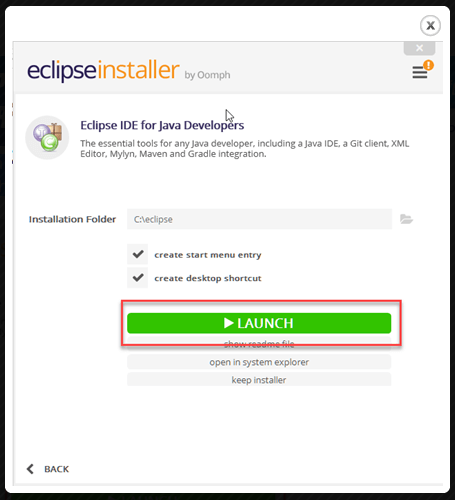 eclipseinstaller by Oomph
Eclipse IDE for Java Developers
The essential tools for any Java developer, including a Java IDE, a Git client, XML
Editor, Mylyn, Maven and Gradle integration.
Installation Folder C:\eclipse
create start menu entry
create desktop shortcut
LAUNCH
show readme file
open in system explorer
keep installer
BACK